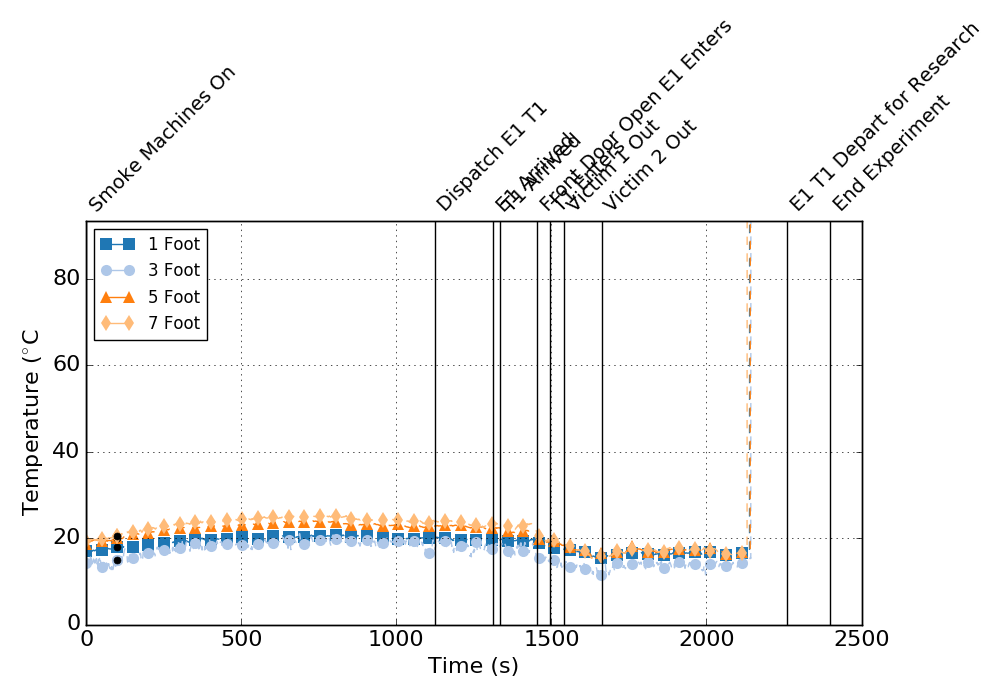 Smoke Machines On
Dispatch E1 T1
E1 Arrived
T1 Arrived
Front Door Open E1 Enters
T1 Enters
Victim 1 Out
Victim 2 Out
E1 T1 Depart for Research
End Experiment
1 Foot
3 Foot
5 Foot
7 Foot
Temperature (°C
80
60
40
20
0
0 500 1000 1500 2000 2500
Time (s)